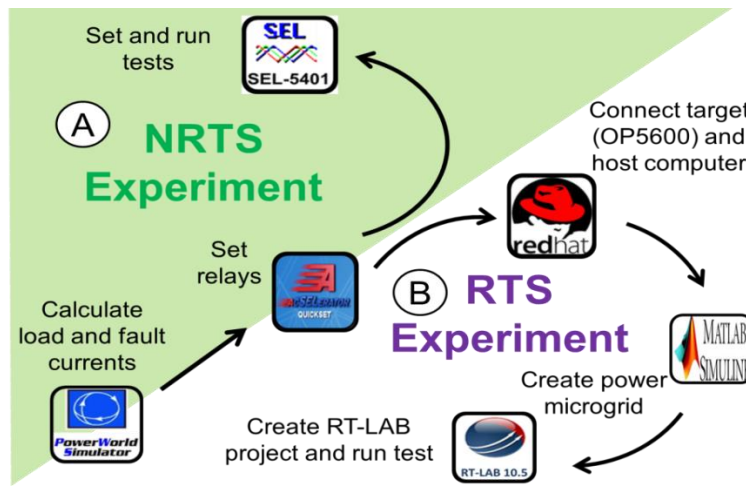 Set and run
tests
SEL
SEL-5401
A
NRTS
Experiment
Connect target
(OP5600) and
host computer
redhat
Set
relays
ACSELERATOR
QUICKSET
B
RTS
Experiment
Calculate
load and fault
currents
PowerWorld
Simulator
MATLAB
SIMULINK
Create power
microgrid
Create RT-LAB
project and run test
RT-LAB 10.5